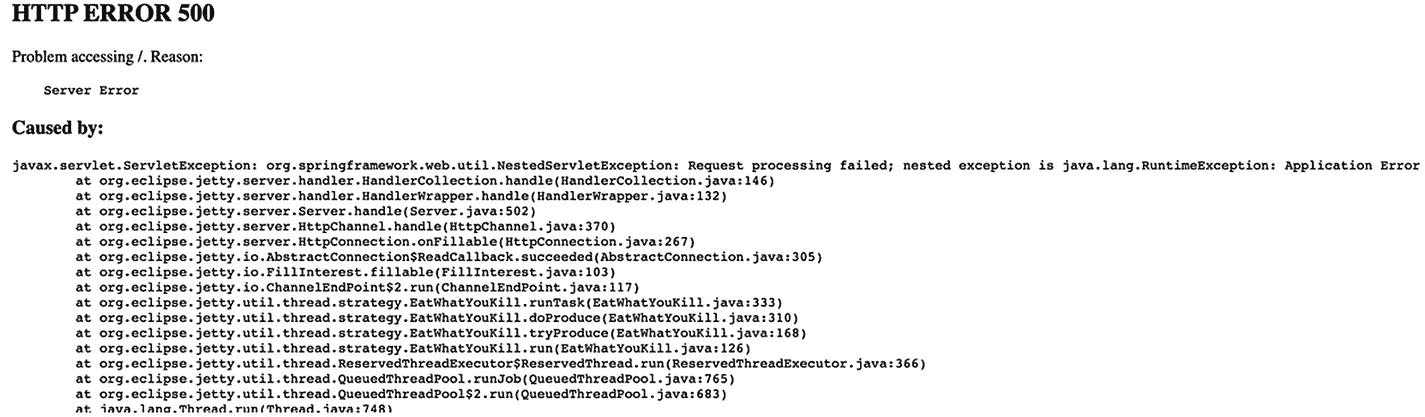 HTTP ERROR 500
Problem accessing /. Reason:
Server Error
Caused by:
javax.servlet.ServletException: org.springframework.web.util.NestedServletException: Request processing failed; nested exception is java.lang.RuntimeException: Application Error
at org.eclipse.jetty.server.handler.HandlerCollection.handle(HandlerCollection.java:146)
at org.eclipse.jetty.server.handler.HandlerWrapper.handle(HandlerWrapper.java:132)
at org.eclipse.jetty.server.Server.handle(Server.java:502)
at org.eclipse.jetty.server.HttpChannel.handle(HttpChannel.java:370)
at org.eclipse.jetty.server.HttpConnection.onFillable(HttpConnection.java:267)
at org.eclipse.jetty.io.AbstractConnection$ReadCallback.succeeded(AbstractConnection.java:305)
at org.eclipse.jetty.io.FillInterest.fillable(FillInterest.java:103)
at org.eclipse.jetty.io.ChannelEndPoint$2.run(ChannelEndPoint.java:117)
at org.eclipse.jetty.util.thread.strategy.EatWhatYouKill.runTask(EatWhatYouKill.java:333)
at org.eclipse.jetty.util.thread.strategy.EatWhatYouKill.doProduce(EatWhatYouKill.java:310)
at org.eclipse.jetty.util.thread.strategy.EatWhatYouKill.tryProduce(EatWhatYouKill.java:168)
at org.eclipse.jetty.util.thread.strategy.EatWhatYouKill.run(EatWhatYouKill.java:126)
at org.eclipse.jetty.util.thread.ReservedThreadExecutor$ReservedThread.run(ReservedThreadExecutor.java:366)
at org.eclipse.jetty.util.thread.QueuedThreadPool.runJob(QueuedThreadPool.java:765)
at org.eclipse.jetty.util.thread.QueuedThreadPool$2.run(QueuedThreadPool.java:683)
at java.lang.Thread.run(Thread.java:748)